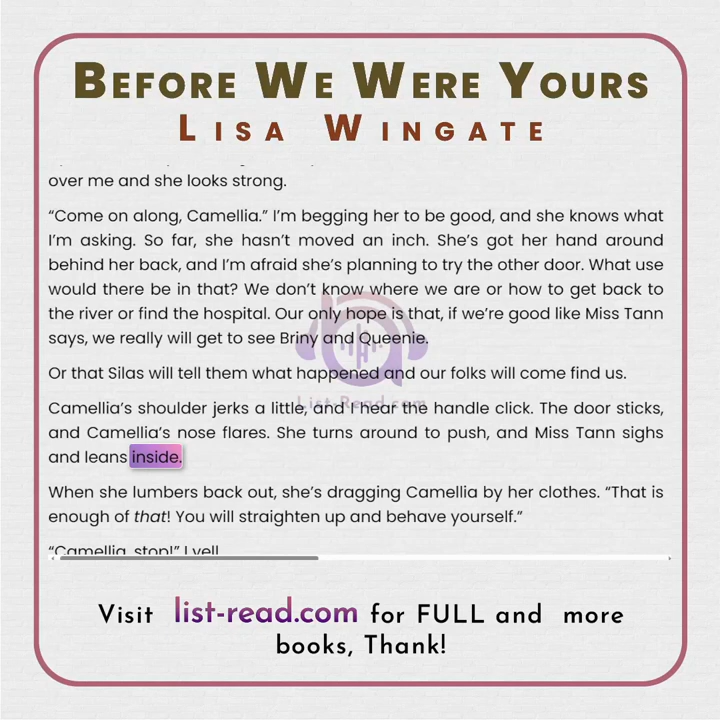 BEFORE WE WERE YOURS
LISA WINGATE
over me and she looks strong.
“Come on along, Camellia.” I’m begging her to be good, and she knows what
I’m asking. So far, she hasn’t moved an inch. She’s got her hand around
behind her back, and I’m afraid she’s planning to try the other door. What use
would there be in that? We don’t know where we are or how to get back to
the river or find the hospital. Our only hope is that, if we’re good like Miss Tann
says, we really will get to see Briny and Queenie.
Or that Silas will tell them what happened and our folks will come find us.
List-Read.com
Camellia’s shoulder jerks a little, and I hear the handle click. The door sticks,
and Camellia’s nose flares. She turns around to push, and Miss Tann sighs
and leans inside.
When she lumbers back out, she’s dragging Camellia by her clothes. “That is
enough of that! You will straighten up and behave yourself.”
“Camellia, stop!” I yell
Visit list-read.com for FULL and more
books, Thank!